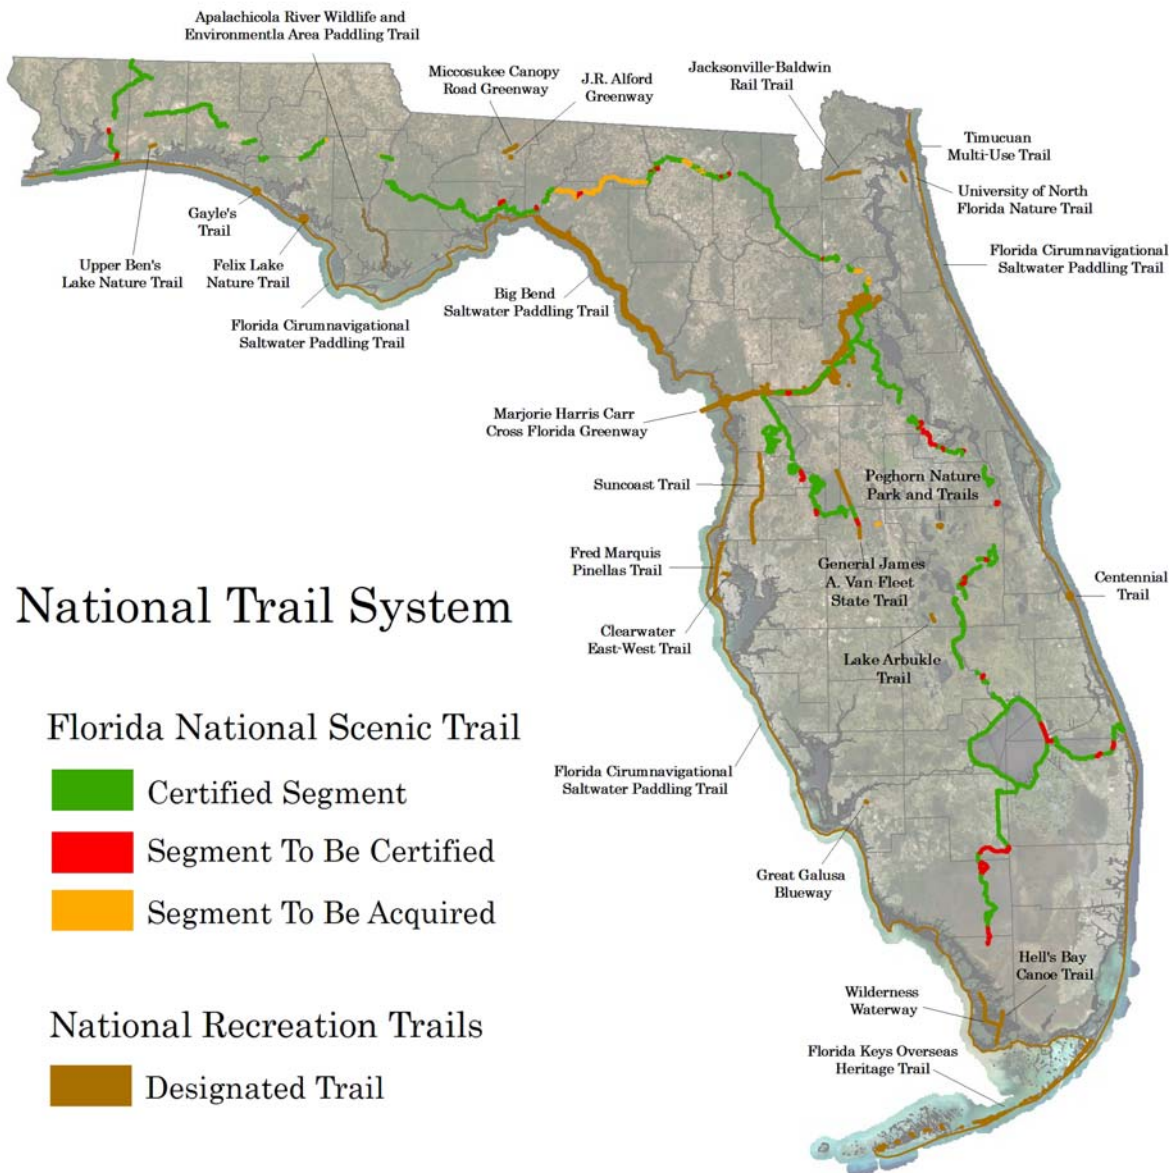 Apalachicola River Wildlife and
Environmentla Area Paddling Trail
Miccosukee Canopy
Road Greenway
J.R. Alford
Greenway
Jacksonville-Baldwin
Rail Trail
Timucuan
Multi-Use Trail
University of North
Florida Nature Trail
Gayle's
Trail
Upper Ben's
Lake Nature Trail
Felix Lake
Nature Trail
Florida Cirumnavigational
Saltwater Paddling Trail
Big Bend
Saltwater Paddling Trail
Florida Cirumnavigational
Saltwater Paddling Trail
Marjorie Harris Carr
Cross Florida Greenway
Suncoast Trail
Peghorn Nature
Park and Trails
Fred Marquis
Pinellas Trail
General James
A. Van Fleet
State Trail
Centennial
Trail
Clearwater
East-West Trail
Lake Arbukle
Trail
National Trail System
Florida National Scenic Trail
Certified Segment
Segment To Be Certified
Segment To Be Acquired
National Recreation Trails
Designated Trail
Florida Cirumnavigational
Saltwater Paddling Trail
Great Galusa
Blueway
Hell's Bay
Canoe Trail
Wilderness
Waterway
Florida Keys Overseas
Heritage Trail